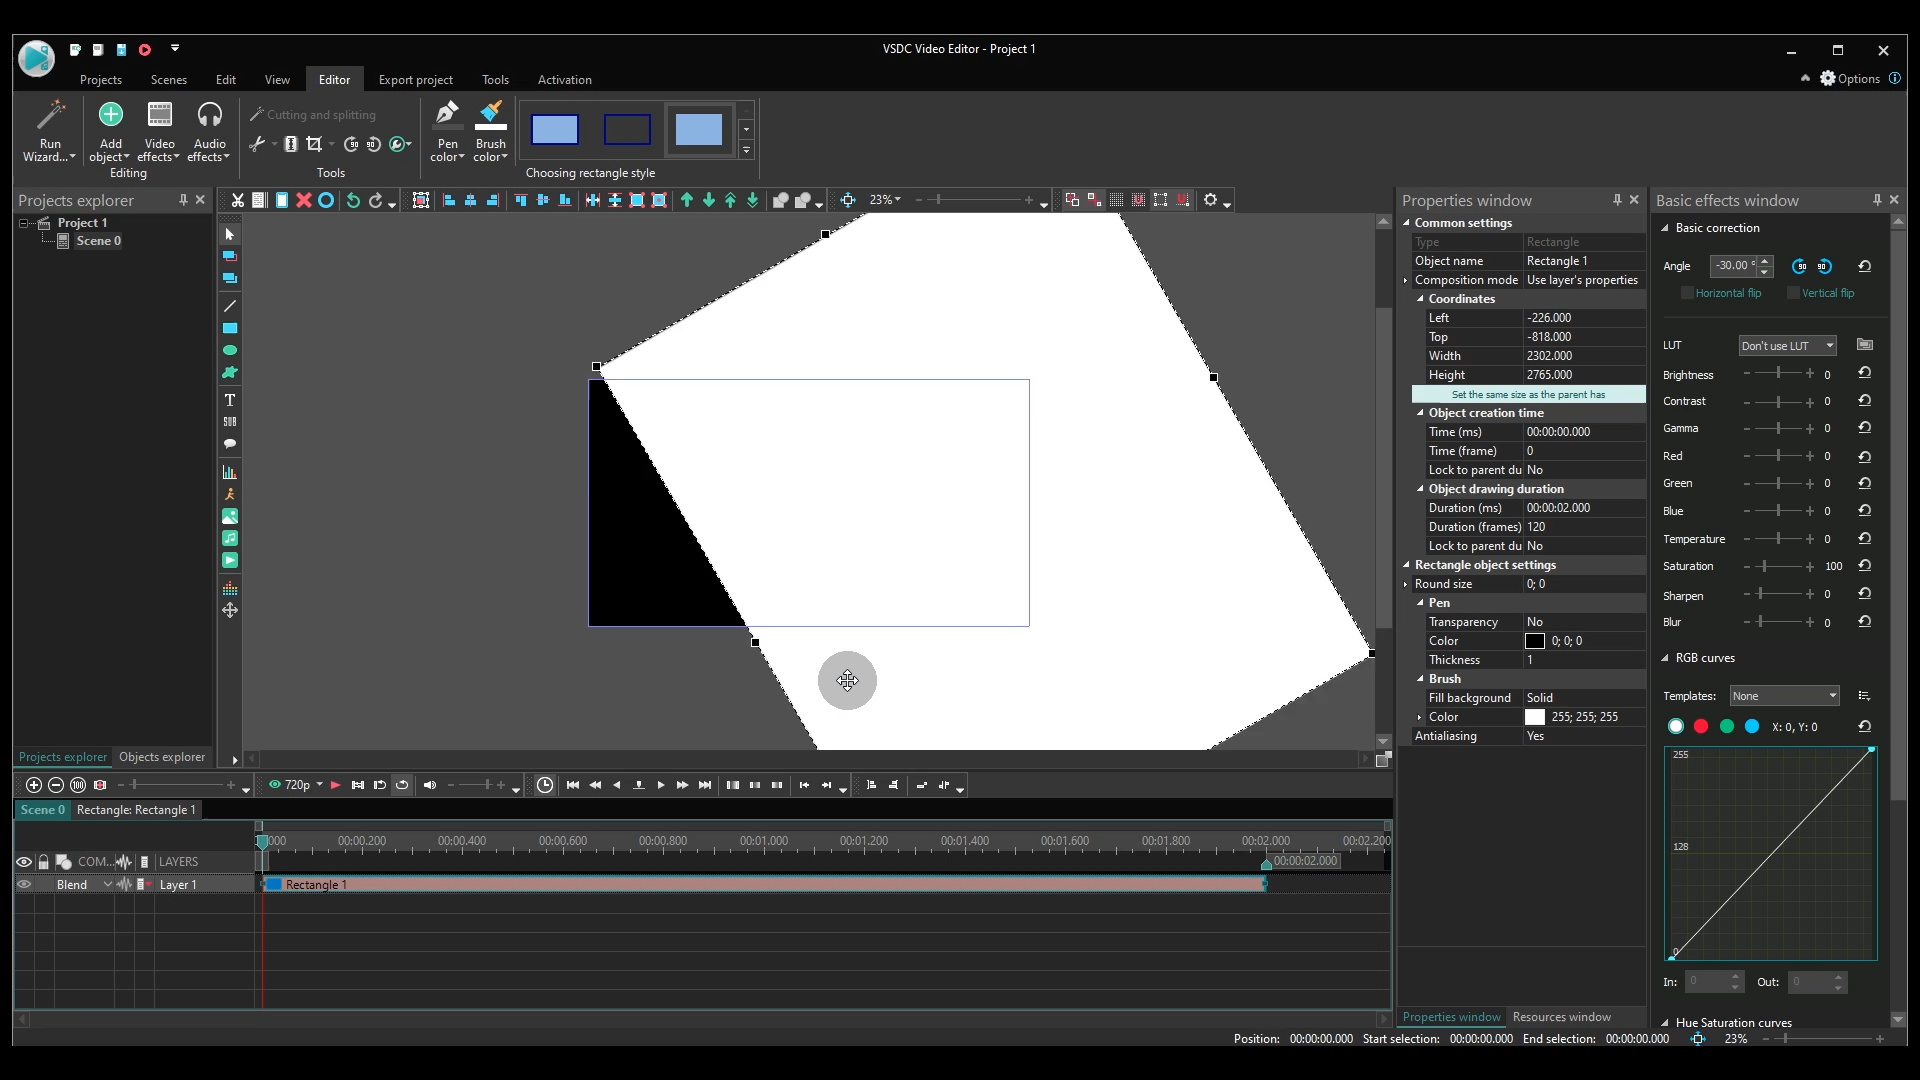 VSDC Video Editor - Project 1
Projects Scenes Edit View Editor Export project Tools Activation
Options
Run Wizard...
Add object
Video effects
Audio effects
Editing
Cutting and splitting
Tools
Pen color
Brush color
Choosing rectangle style
Projects explorer
Project 1
Scene 0
23%
Properties window
Common settings
Type Rectangle
Object name Rectangle 1
Composition mode Use layer's properties
Coordinates
Left -226.000
Top -818.000
Width 2302.000
Height 2765.000
Set the same size as the parent has
Object creation time
Time (ms) 00:00:00.000
Time (frame) 0
Lock to parent du No
Object drawing duration
Duration (ms) 00:00:02.000
Duration (frames) 120
Lock to parent du No
Rectangle object settings
Round size 0; 0
Pen
Transparency No
Color 0; 0; 0
Thickness 1
Brush
Fill background Solid
Color 255; 255; 255
Antialiasing Yes
Properties window Resources window
Basic effects window
Basic correction
Angle -30.00 °
90 90
Horizontal flip Vertical flip
LUT Don't use LUT
Brightness 0
Contrast 0
Gamma 0
Red 0
Green 0
Blue 0
Temperature 0
Saturation 100
Sharpen 0
Blur 0
RGB curves
Templates: None
X: 0, Y: 0
255
128
0
In: 0 Out: 0
Hue Saturation curves
Projects explorer Objects explorer
720p
Scene 0 Rectangle: Rectangle 1
000 00:00.200 00:00.400 00:00.600 00:00.800 00:01.000 00:01.200 00:01.400 00:01.600 00:01.800 00:02.000 00:02.200
COM... LAYERS
00:00:02.000
Blend Layer 1
Rectangle 1
Position: 00:00:00.000 Start selection: 00:00:00.000 End selection: 00:00:00.000 23%